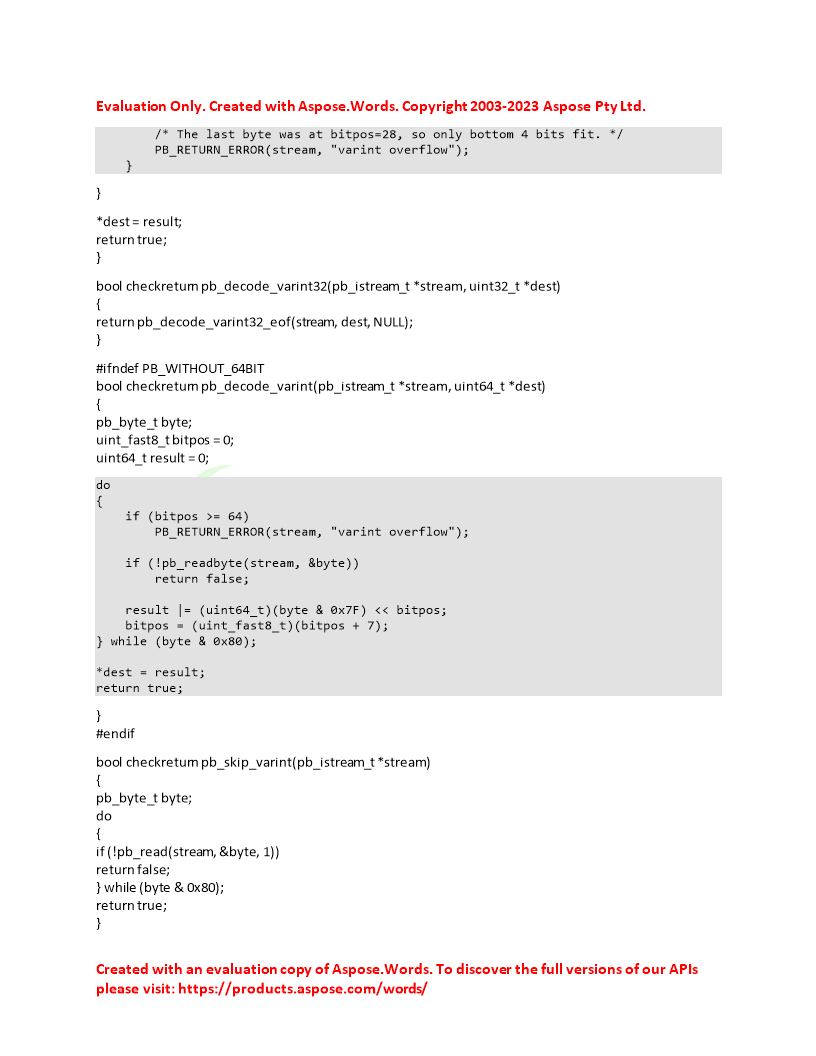 Evaluation Only. Created with Aspose.Words. Copyright 2003-2023 Aspose Pty Ltd.
        /* The last byte was at bitpos=28, so only bottom 4 bits fit. */
        PB_RETURN_ERROR(stream, "varint overflow");
    }
}
*dest = result;
return true;
}
bool checkreturn pb_decode_varint32(pb_istream_t *stream, uint32_t *dest)
{
return pb_decode_varint32_eof(stream, dest, NULL);
}
#ifndef PB_WITHOUT_64BIT
bool checkreturn pb_decode_varint(pb_istream_t *stream, uint64_t *dest)
{
pb_byte_t byte;
uint_fast8_t bitpos = 0;
uint64_t result = 0;
do
{
    if (bitpos >= 64)
        PB_RETURN_ERROR(stream, "varint overflow");
    if (!pb_readbyte(stream, &byte))
        return false;
    result |= (uint64_t)(byte & 0x7F) << bitpos;
    bitpos = (uint_fast8_t)(bitpos + 7);
} while (byte & 0x80);
*dest = result;
return true;
}
#endif
bool checkreturn pb_skip_varint(pb_istream_t *stream)
{
pb_byte_t byte;
do
{
if (!pb_read(stream, &byte, 1))
return false;
} while (byte & 0x80);
return true;
}
Created with an evaluation copy of Aspose.Words. To discover the full versions of our APIs
please visit: https://products.aspose.com/words/